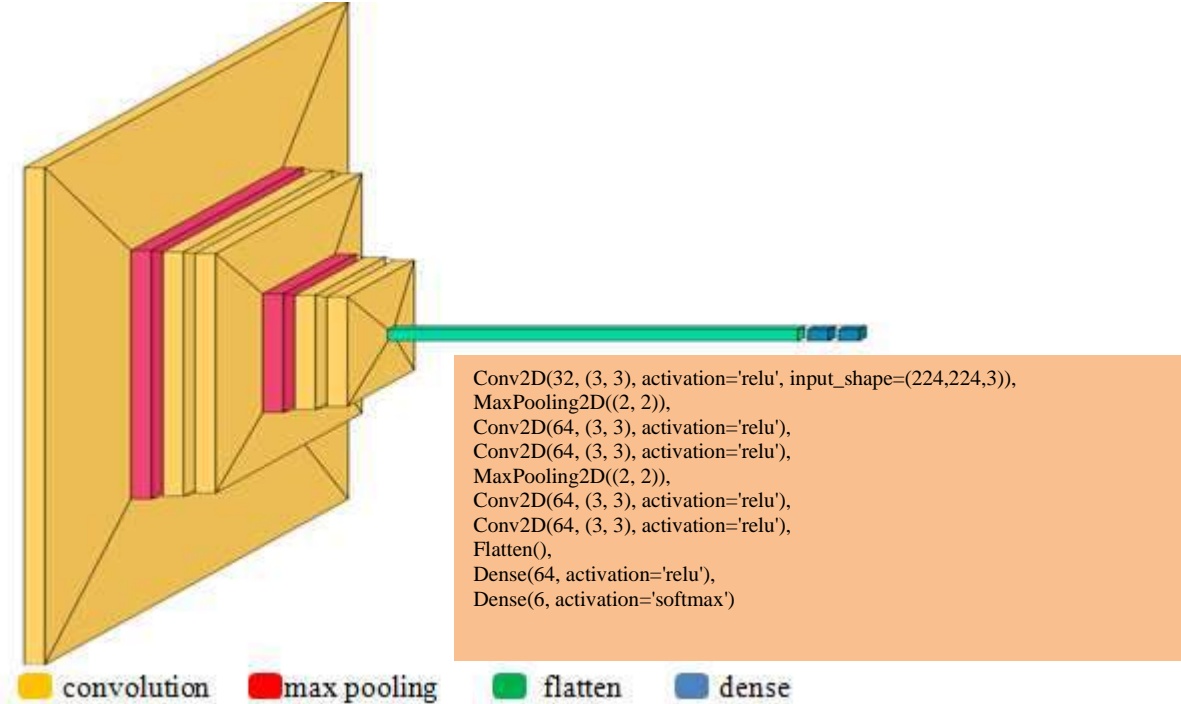 Conv2D(32, (3, 3), activation='relu', input_shape=(224,224,3)),
MaxPooling2D((2, 2)),
Conv2D(64, (3, 3), activation='relu'),
Conv2D(64, (3, 3), activation='relu'),
MaxPooling2D((2, 2)),
Conv2D(64, (3, 3), activation='relu'),
Conv2D(64, (3, 3), activation='relu'),
Flatten(),
Dense(64, activation='relu'),
Dense(6, activation='softmax')
convolution max pooling flatten dense